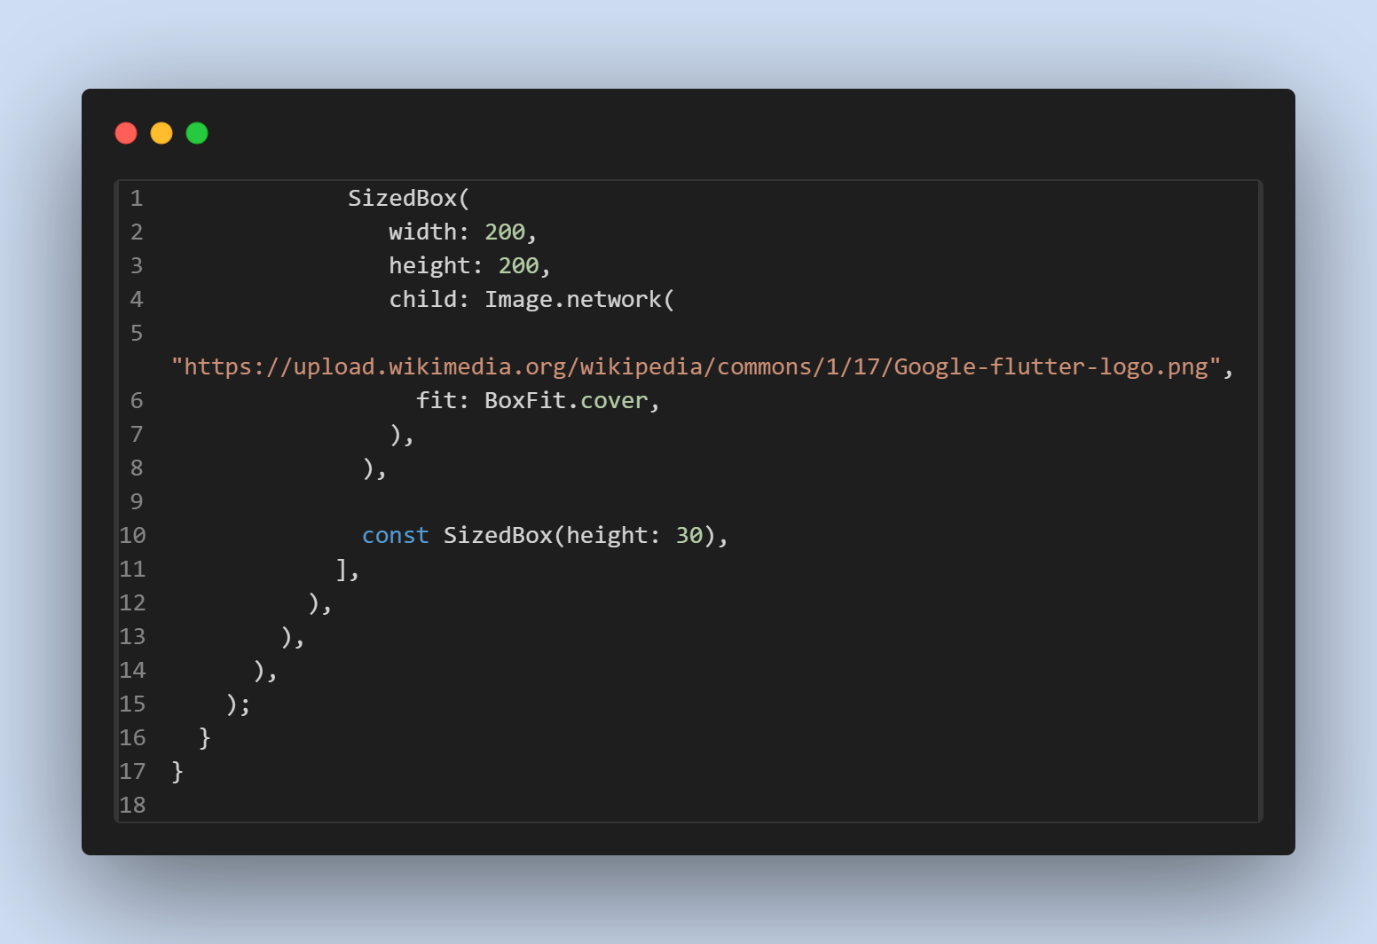 1 SizedBox(
2 width: 200,
3 height: 200,
4 child: Image.network(
5
"https://upload.wikimedia.org/wikipedia/commons/1/17/Google-flutter-logo.png",
6 fit: BoxFit.cover,
7 ),
8 ),
9
10 const SizedBox(height: 30),
11 ],
12 ),
13 ),
14 ),
15 );
16 }
17 }
18